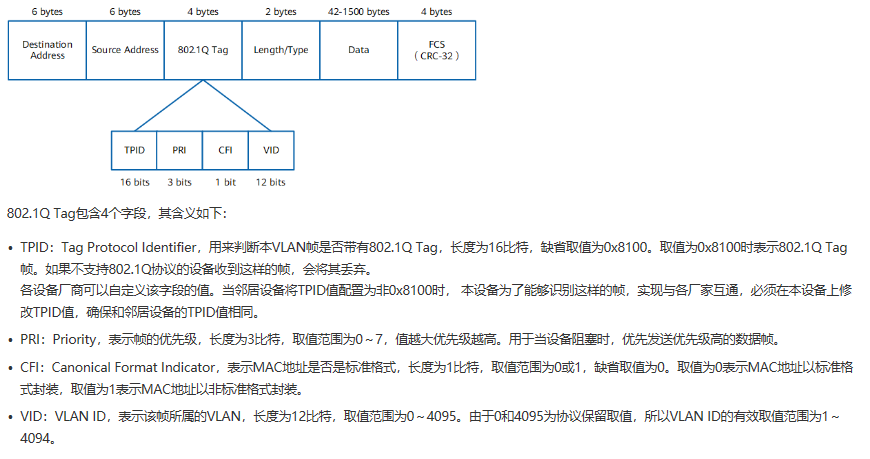 6 bytes 6 bytes 4 bytes 2 bytes 42-1500 bytes 4 bytes
Destination Address Source Address 802.1Q Tag Length/Type Data FCS（CRC-32）
TPID PRI CFI VID
16 bits 3 bits 1 bit 12 bits
802.1Q Tag包含4个字段，其含义如下：
• TPID：Tag Protocol Identifier，用来判断本VLAN帧是否带有802.1Q Tag，长度为16比特，缺省取值为0x8100。取值为0x8100时表示802.1Q Tag
帧。如果不支持802.1Q协议的设备收到这样的帧，会将其丢弃。
各设备厂商可以自定义该字段的值。当邻居设备将TPID值配置为非0x8100时， 本设备为了能够识别这样的帧，实现与各厂家互通，必须在本设备上修
改TPID值，确保和邻居设备的TPID值相同。
• PRI：Priority，表示帧的优先级，长度为3比特，取值范围为0～7，值越大优先级越高。用于当设备阻塞时，优先发送优先级高的数据帧。
• CFI：Canonical Format Indicator，表示MAC地址是否是标准格式，长度为1比特，取值范围为0或1，缺省取值为0。取值为0表示MAC地址以标准格
式封装，取值为1表示MAC地址以非标准格式封装。
• VID：VLAN ID，表示该帧所属的VLAN，长度为12比特，取值范围为0～4095。由于0和4095为协议保留取值，所以VLAN ID的有效取值范围为1～
4094。